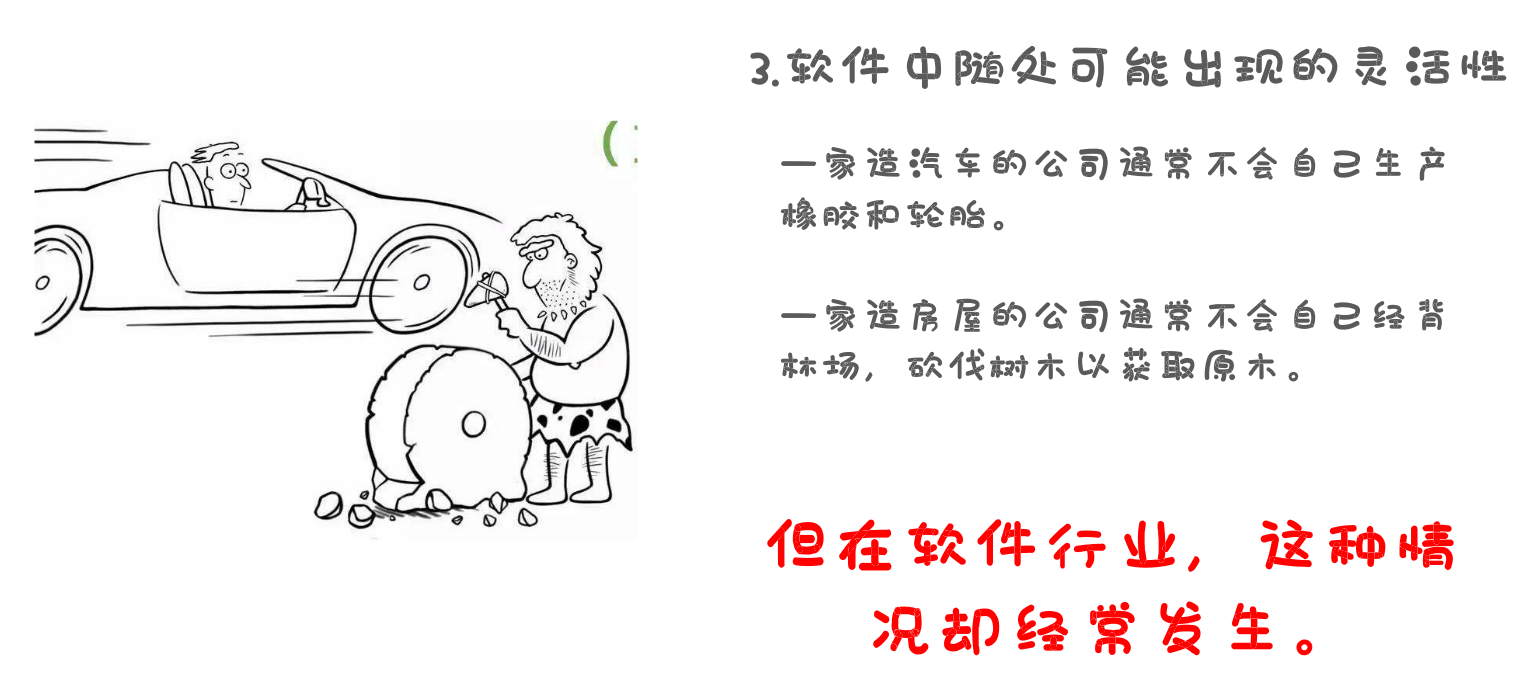 3.软件中随处可能出现的灵活性
一家造汽车的公司通常不会自己生产
橡胶和轮胎。
一家造房屋的公司通常不会自己经背
林场,砍伐树木以获取原木。
但在软件行业,这种情
况却经常发生。